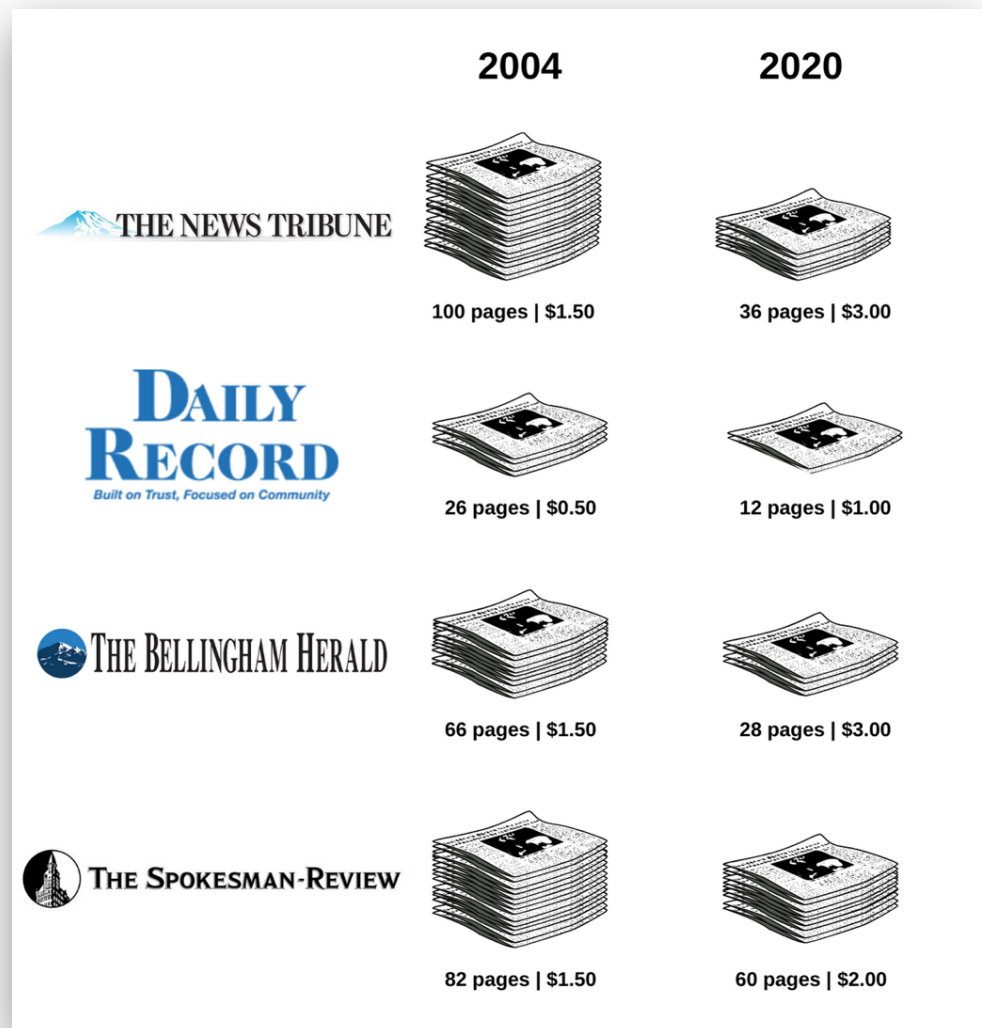 2004 2020
THE NEWS TRIBUNE
100 pages | $1.50 36 pages | $3.00
DAILY
RECORD
Built on Trust, Focused on Community
26 pages | $0.50 12 pages | $1.00
THE BELLINGHAM HERALD
66 pages | $1.50 28 pages | $3.00
THE SPOKESMAN-REVIEW
82 pages | $1.50 60 pages | $2.00